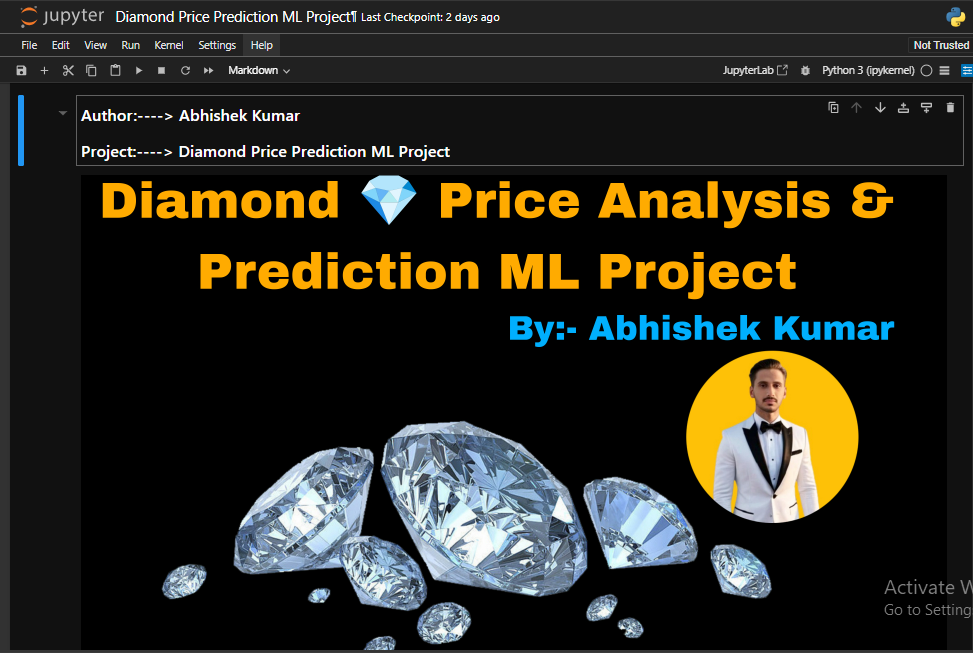 jupyter Diamond Price Prediction ML Project¶ Last Checkpoint: 2 days ago
File Edit View Run Kernel Settings Help Not Trusted
Markdown JupyterLab Python 3 (ipykernel)
Author:----> Abhishek Kumar
Project:----> Diamond Price Prediction ML Project
Diamond 💎 Price Analysis &
Prediction ML Project
By:- Abhishek Kumar
Activate W
Go to Setting